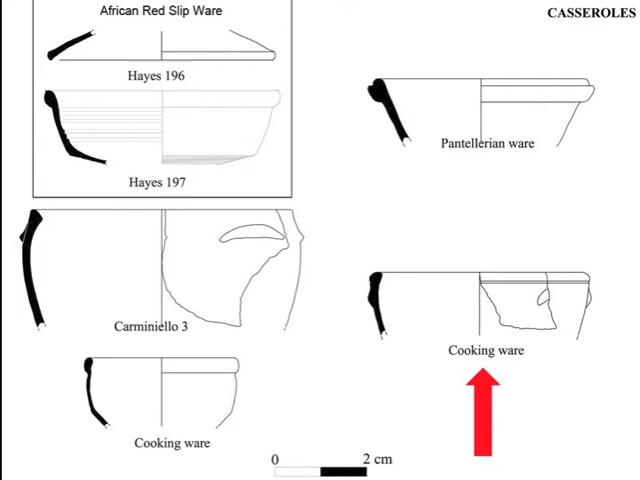 African Red Slip Ware
CASSEROLES
Hayes 196
Pantellerian ware
Hayes 197
Carminiello 3
Cooking ware
Cooking ware
0 2 cm